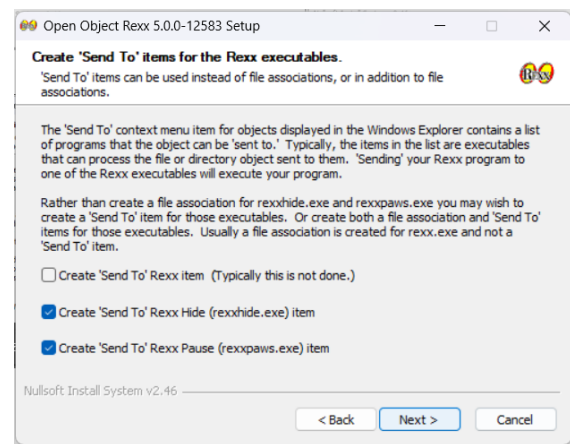 Open Object Rexx 5.0.0-12583 Setup
Create 'Send To' items for the Rexx executables.
'Send To' items can be used instead of file associations, or in addition to file
associations.
Rexx
The 'Send To' context menu item for objects displayed in the Windows Explorer contains a list
of programs that the object can be 'sent to.'  Typically, the items in the list are executables
that can process the file or directory object sent to them.  'Sending' your Rexx program to
one of the Rexx executables will execute your program.
Rather than create a file association for rexxhide.exe and rexxpaws.exe you may wish to
create a 'Send To' item for those executables.  Or create both a file association and 'Send To'
items for those executables.  Usually a file association is created for rexx.exe and not a
'Send To' item.
Create 'Send To' Rexx item  (Typically this is not done.)
Create 'Send To' Rexx Hide (rexxhide.exe) item
Create 'Send To' Rexx Pause (rexxpaws.exe) item
Nullsoft Install System v2.46
< Back
Next >
Cancel